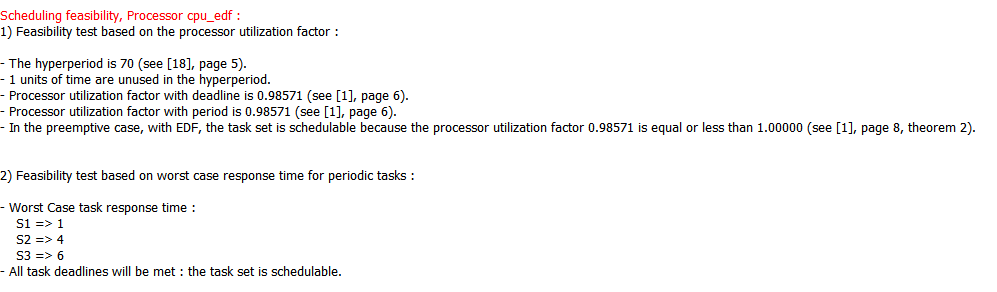 Scheduling feasibility, Processor cpu_edf :
1) Feasibility test based on the processor utilization factor :
- The hyperperiod is 70 (see [18], page 5).
- 1 units of time are unused in the hyperperiod.
- Processor utilization factor with deadline is 0.98571 (see [1], page 6).
- Processor utilization factor with period is 0.98571 (see [1], page 6).
- In the preemptive case, with EDF, the task set is schedulable because the processor utilization factor 0.98571 is equal or less than 1.00000 (see [1], page 8, theorem 2).
2) Feasibility test based on worst case response time for periodic tasks :
- Worst Case task response time :
S1 => 1
S2 => 4
S3 => 6
- All task deadlines will be met : the task set is schedulable.